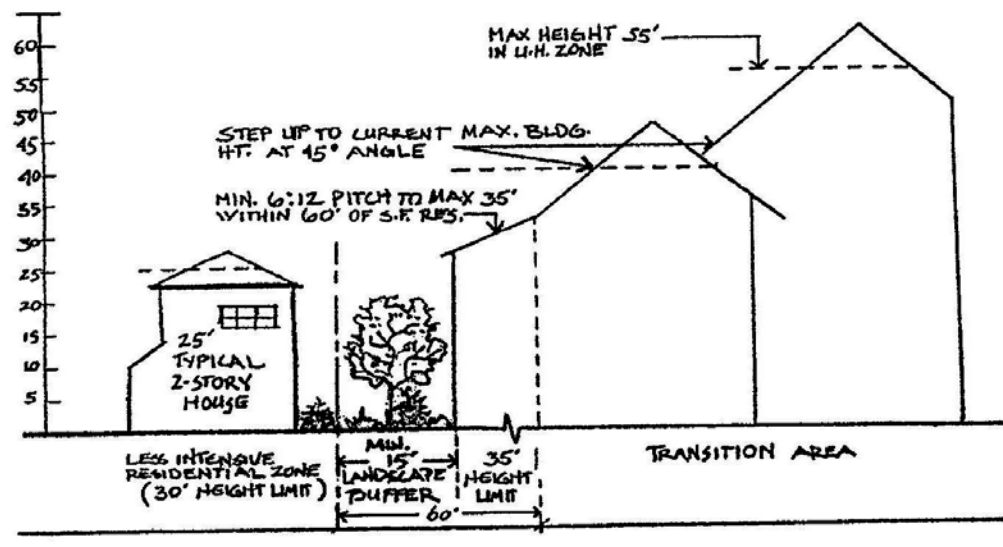 60
55
50
45
40
35
30
25
20
15
10
5
MAX HEIGHT 55'
IN U.H. ZONE
STEP UP TO CURRENT MAX. BLDG.
HT. AT 45° ANGLE
MIN. 6:12 PITCH TO MAX 35'
WITHIN 60' OF S.F. RES.
25'
TYPICAL
2-STORY
HOUSE
LESS INTENSIVE
RESIDENTIAL ZONE
(30' HEIGHT LIMIT)
MIN.
15'
LANDSCAPE
BUFFER
35'
HEIGHT
LIMIT
60'
TRANSITION AREA